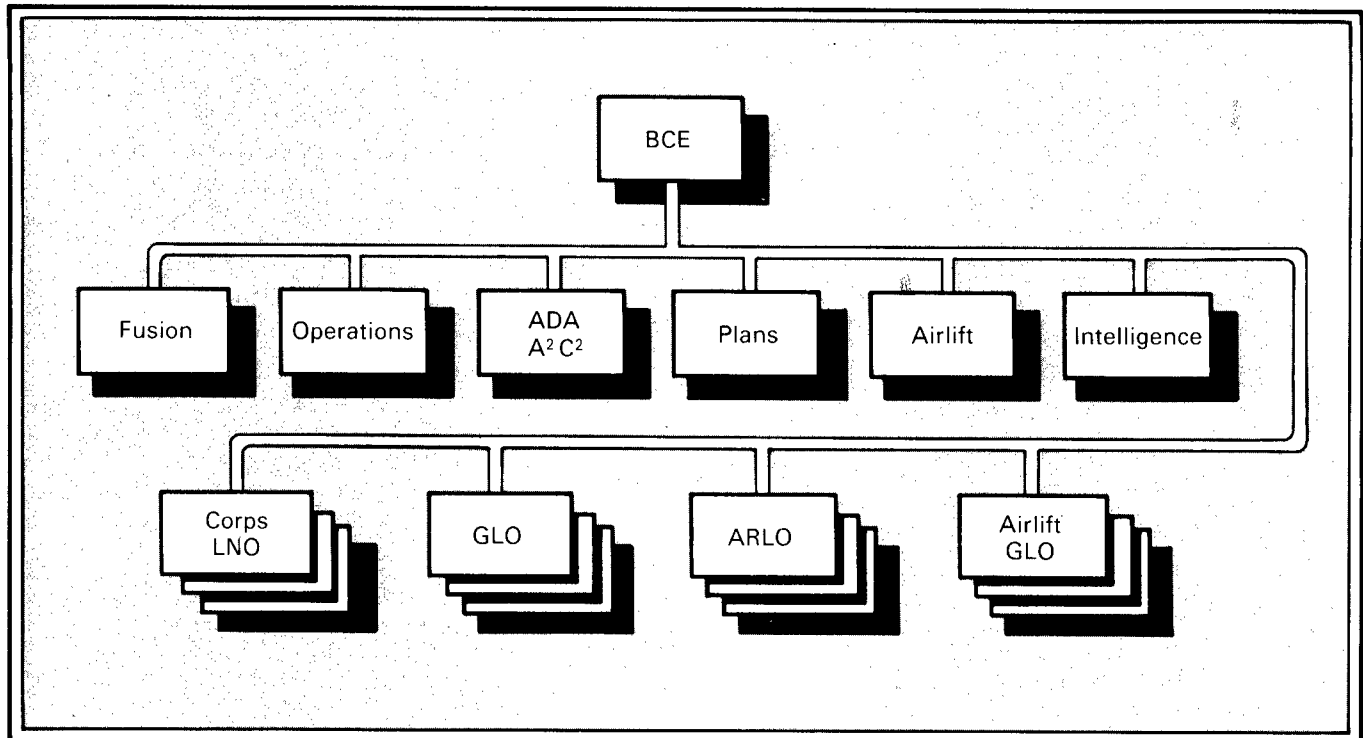 BCE
Fusion
Operations
ADA
A² C²
Plans
Airlift
Intelligence
Corps
LNO
GLO
ARLO
Airlift
GLO